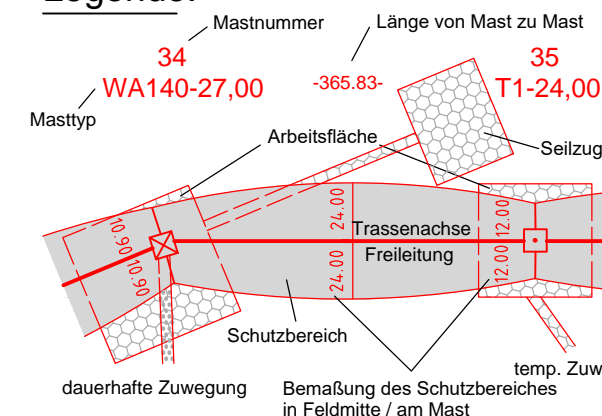 Legende:
Mastnummer
Länge von Mast zu Mast
34
35
WA140-27,00
-365.83-
T1-24,00
Masttyp
Arbeitsfläche
Seilzug
10.90
10.90
24.00
24.00
12.00
12.00
Trassenachse
Freileitung
Schutzbereich
temp. Zuw
dauerhafte Zuwegung
Bemaßung des Schutzbereiches
in Feldmitte / am Mast